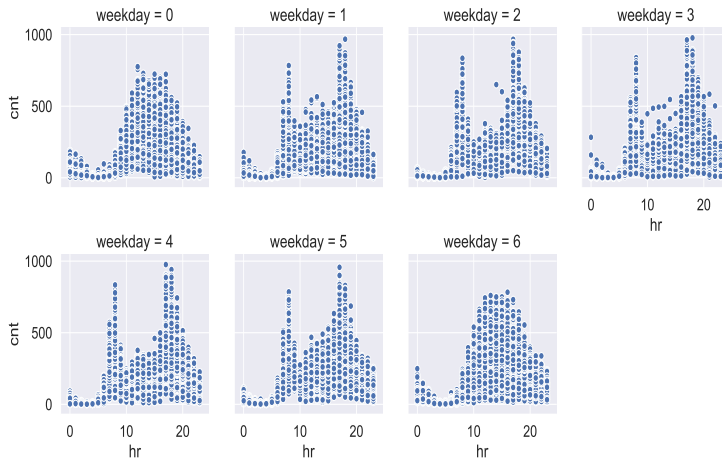 weekday = 0 weekday = 1 weekday = 2 weekday = 3
1000
cnt
500
0
0 10 20
hr
weekday = 4 weekday = 5 weekday = 6
1000
cnt
500
0
0 10 20 0 10 20 0 10 20
hr hr hr